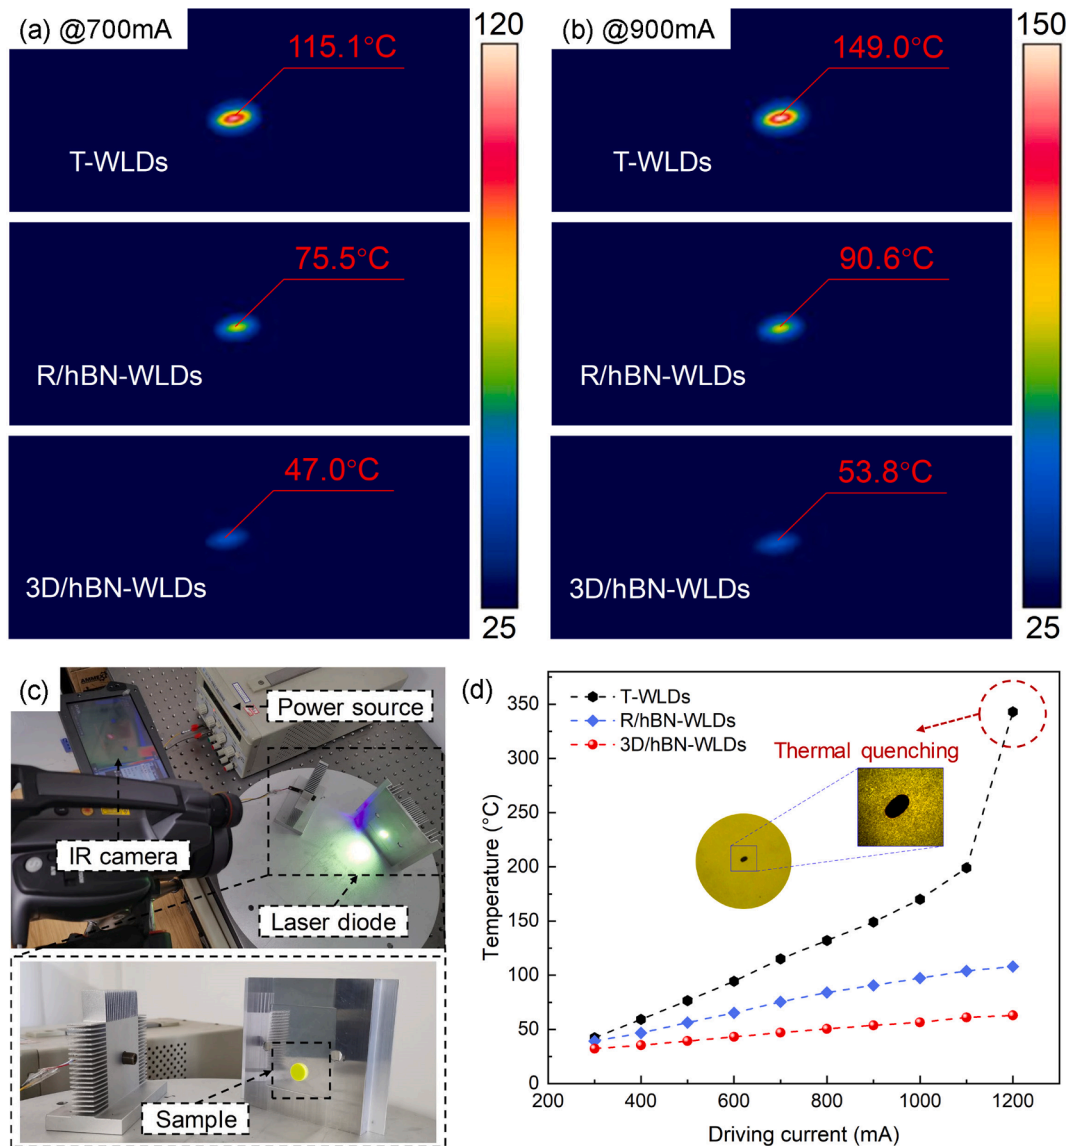 (a) @700mA
120
115.1°C
T-WLDs
75.5°C
R/hBN-WLDs
47.0°C
3D/hBN-WLDs
25
(b) @900mA
150
149.0°C
T-WLDs
90.6°C
R/hBN-WLDs
53.8°C
3D/hBN-WLDs
25
(c)
Power source
IR camera
Laser diode
Sample
(d)
T-WLDs
R/hBN-WLDs
3D/hBN-WLDs
Thermal quenching
Temperature (°C)
350
300
250
200
150
100
50
0
200 400 600 800 1000 1200
Driving current (mA)